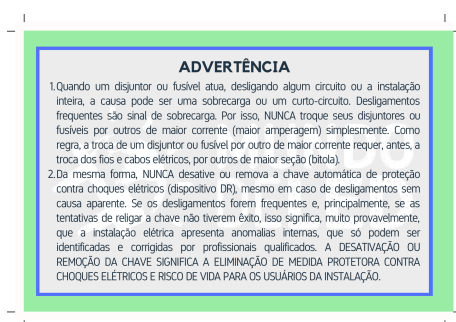 ADVERTÊNCIA
1.Quando um disjuntor ou fusível atua, desligando algum circuito ou a instalação
inteira, a causa pode ser uma sobrecarga ou um curto-circuito. Desligamentos
frequentes são sinal de sobrecarga. Por isso, NUNCA troque seus disjuntores ou
fusíveis por outros de maior corrente (maior amperagem) simplesmente. Como
regra, a troca de um disjuntor ou fusível por outro de maior corrente requer, antes, a
troca dos fios e cabos elétricos, por outros de maior seção (bitola).
2.Da mesma forma, NUNCA desative ou remova a chave automática de proteção
contra choques elétricos (dispositivo DR), mesmo em caso de desligamentos sem
causa aparente. Se os desligamentos forem frequentes e, principalmente, se as
tentativas de religar a chave não tiverem êxito, isso significa, muito provavelmente,
que a instalação elétrica apresenta anomalias internas, que só podem ser
identificadas e corrigidas por profissionais qualificados. A DESATIVAÇÃO OU
REMOÇÃO DA CHAVE SIGNIFICA A ELIMINAÇÃO DE MEDIDA PROTETORA CONTRA
CHOQUES ELÉTRICOS E RISCO DE VIDA PARA OS USUÁRIOS DA INSTALAÇÃO.